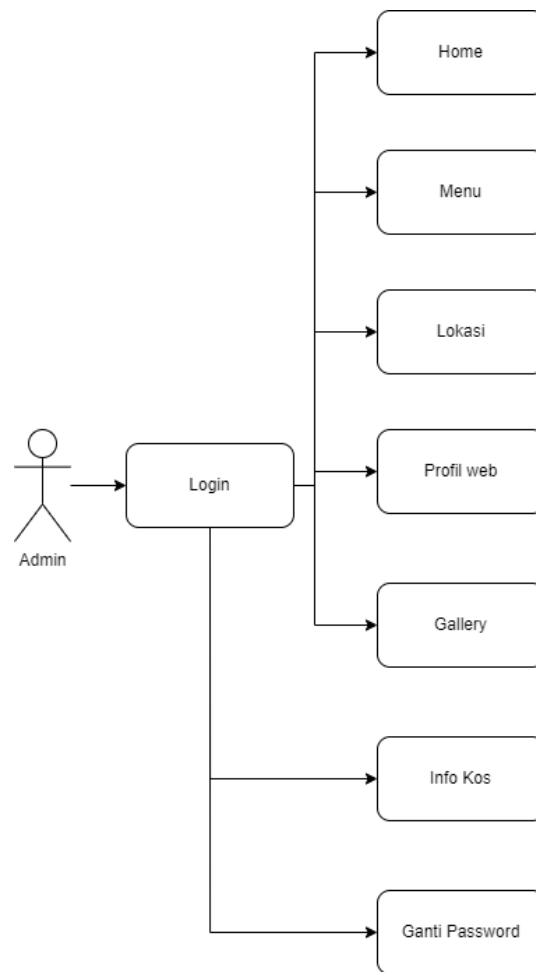 Home
Menu
Lokasi
Profil web
Login
Admin
Gallery
Info Kos
Ganti Password